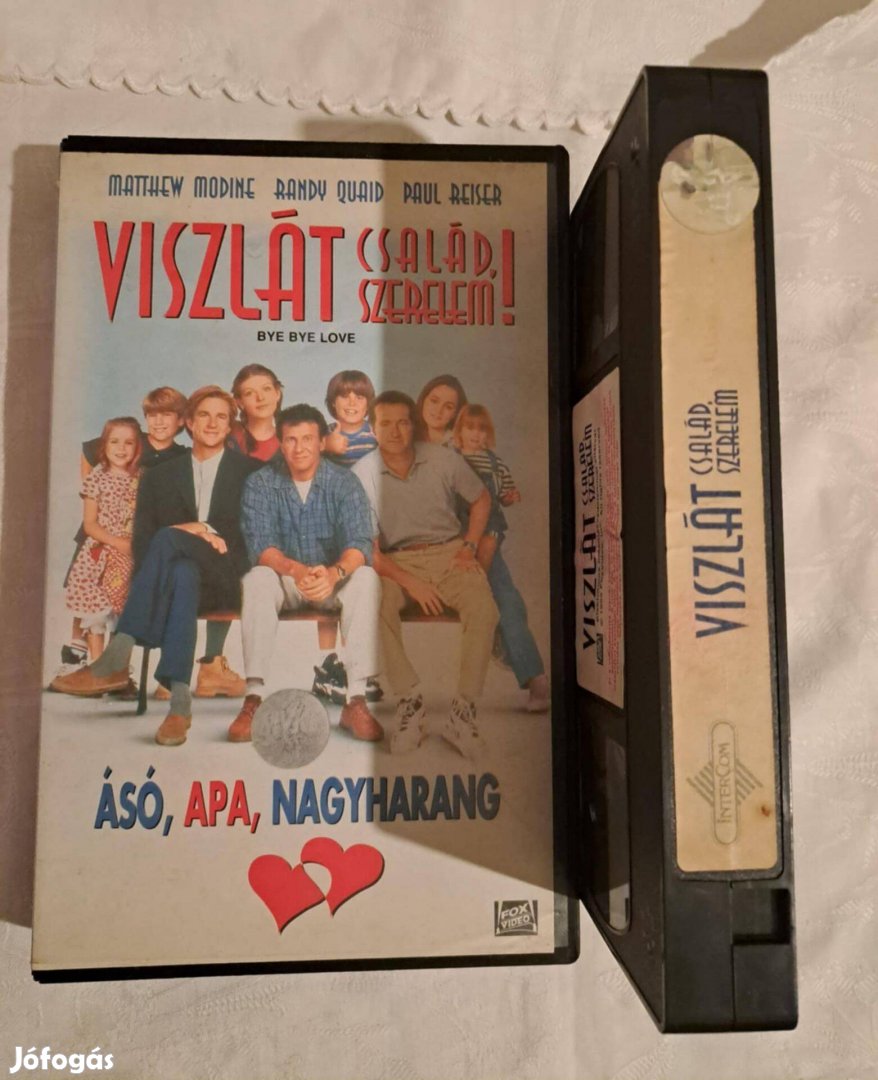 MATTHEW MODINE RANDY QUAID PAUL REISER
VISZLÁT CSALÁD,
SZERELEM!
BYE BYE LOVE
ÁSÓ, APA, NAGYHARANG
FOX
VIDEO
VISZLÁT CSALÁD,
SZERELEM
VISZLÁT CSALÁD,
SZERELEM
INTERCOM
Jófogás